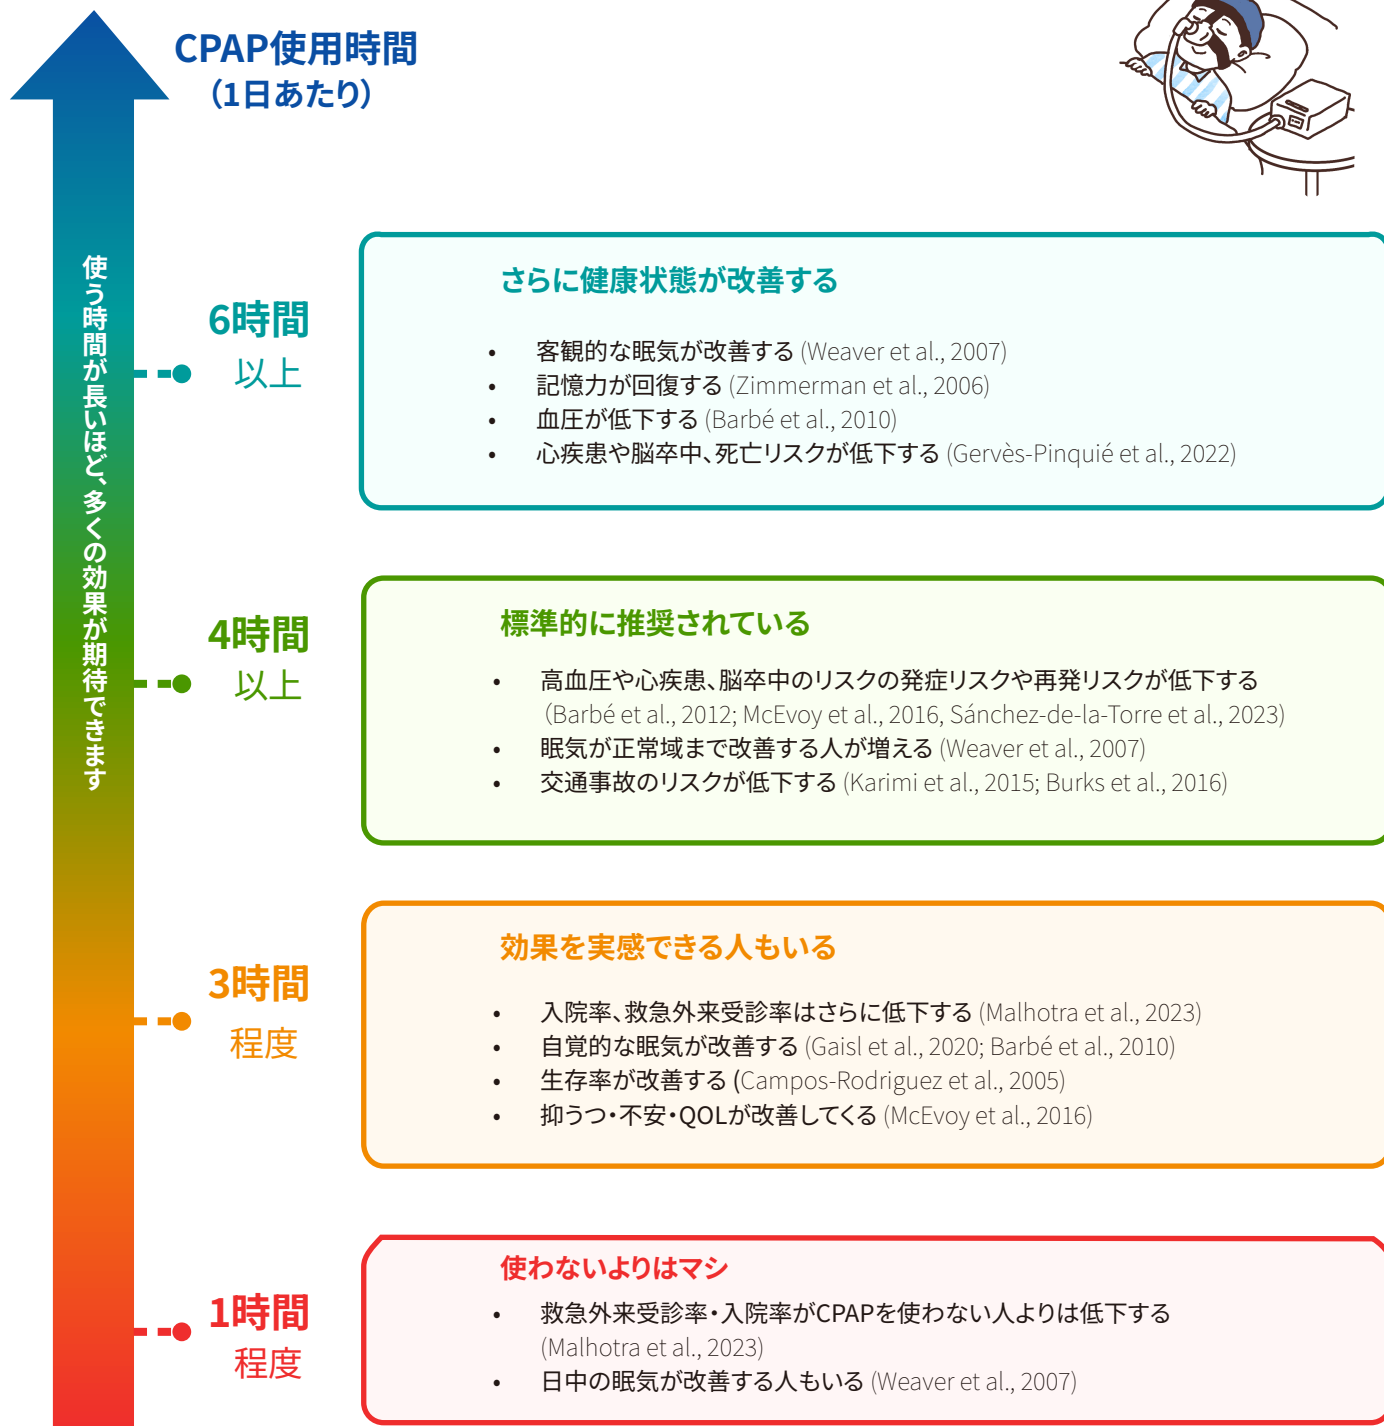 CPAP使用時間
（1日あたり）
使う時間が長いほど、多くの効果が期待できます
6時間
以上
さらに健康状態が改善する
• 客観的な眠気が改善する (Weaver et al., 2007)
• 記憶力が回復する (Zimmerman et al., 2006)
• 血圧が低下する (Barbé et al., 2010)
• 心疾患や脳卒中、死亡リスクが低下する (Gervès-Pinquié et al., 2022)
4時間
以上
標準的に推奨されている
• 高血圧や心疾患、脳卒中のリスクの発症リスクや再発リスクが低下する
（Barbé et al., 2012; McEvoy et al., 2016, Sánchez-de-la-Torre et al., 2023)
• 眠気が正常域まで改善する人が増える (Weaver et al., 2007)
• 交通事故のリスクが低下する (Karimi et al., 2015; Burks et al., 2016)
3時間
程度
効果を実感できる人もいる
• 入院率、救急外来受診率はさらに低下する (Malhotra et al., 2023)
• 自覚的な眠気が改善する (Gaisl et al., 2020; Barbé et al., 2010)
• 生存率が改善する (Campos-Rodriguez et al., 2005)
• 抑うつ・不安・QOLが改善してくる (McEvoy et al., 2016)
1時間
程度
使わないよりはマシ
• 救急外来受診率・入院率がCPAPを使わない人よりは低下する
(Malhotra et al., 2023)
• 日中の眠気が改善する人もいる (Weaver et al., 2007)